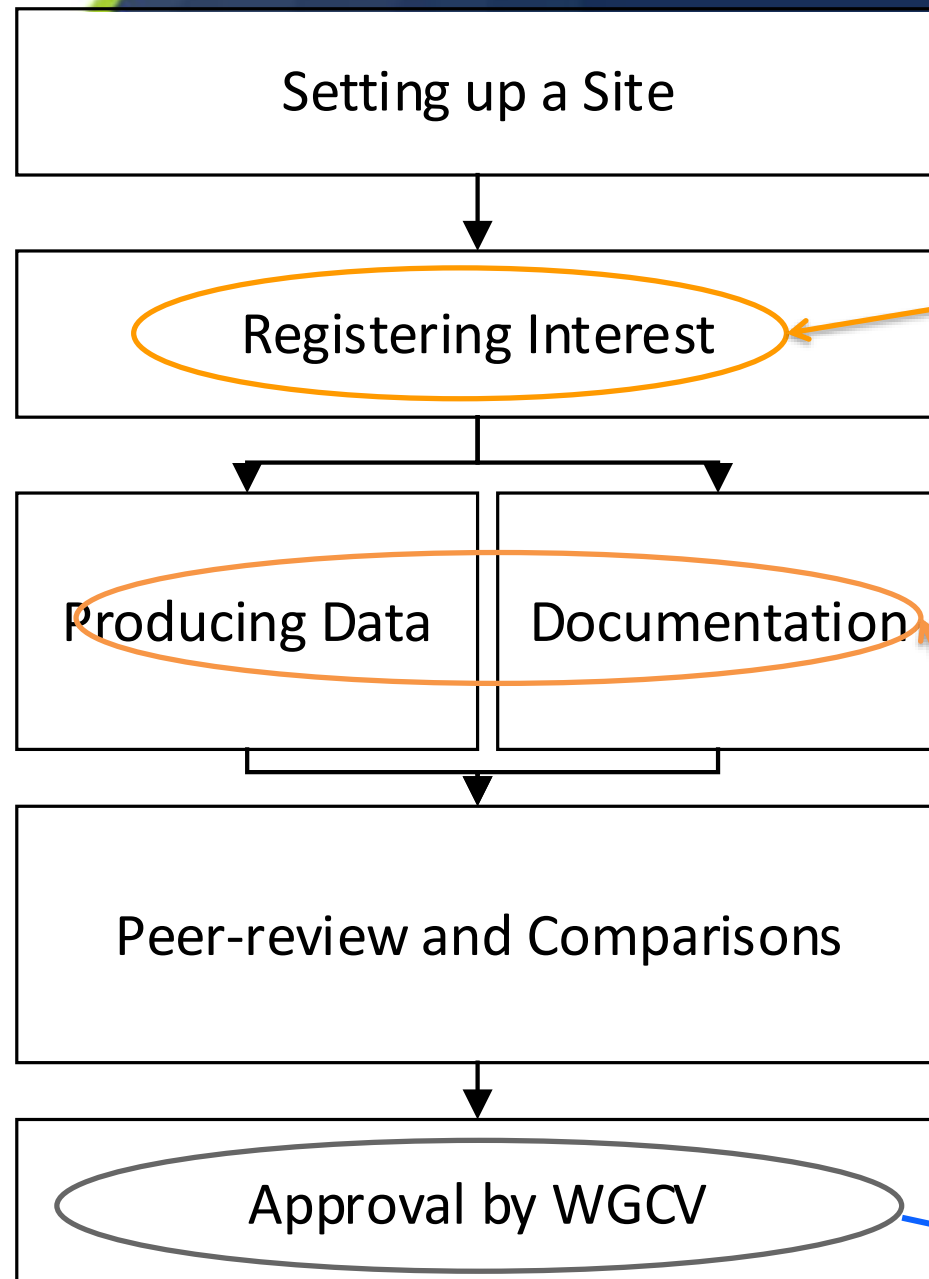 Setting up a Site
Registering Interest
Producing Data
Documentation
Peer-review and Comparisons
Approval by WGCV